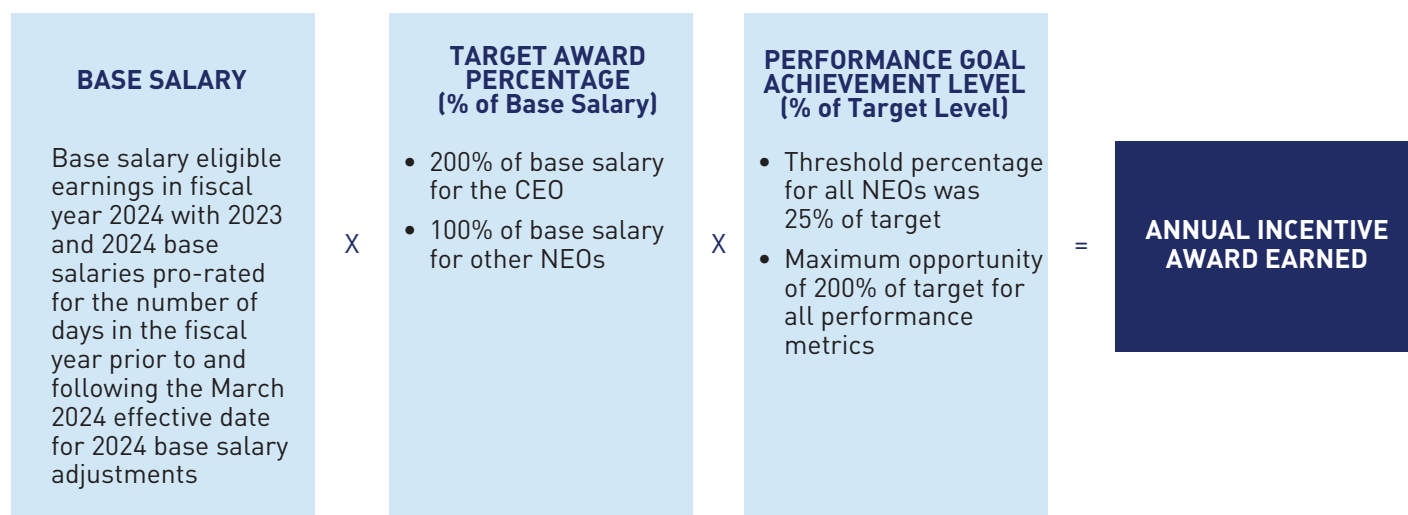 BASE SALARY
Base salary eligible
earnings in fiscal
year 2024 with 2023
and 2024 base
salaries pro-rated
for the number of
days in the fiscal
year prior to and
following the March
2024 effective date
for 2024 base salary
adjustments
X
TARGET AWARD
PERCENTAGE
(% of Base Salary)
• 200% of base salary
for the CEO
• 100% of base salary
for other NEOs
X
PERFORMANCE GOAL
ACHIEVEMENT LEVEL
(% of Target Level)
• Threshold percentage
for all NEOs was
25% of target
• Maximum opportunity
of 200% of target for
all performance
metrics
=
ANNUAL INCENTIVE
AWARD EARNED